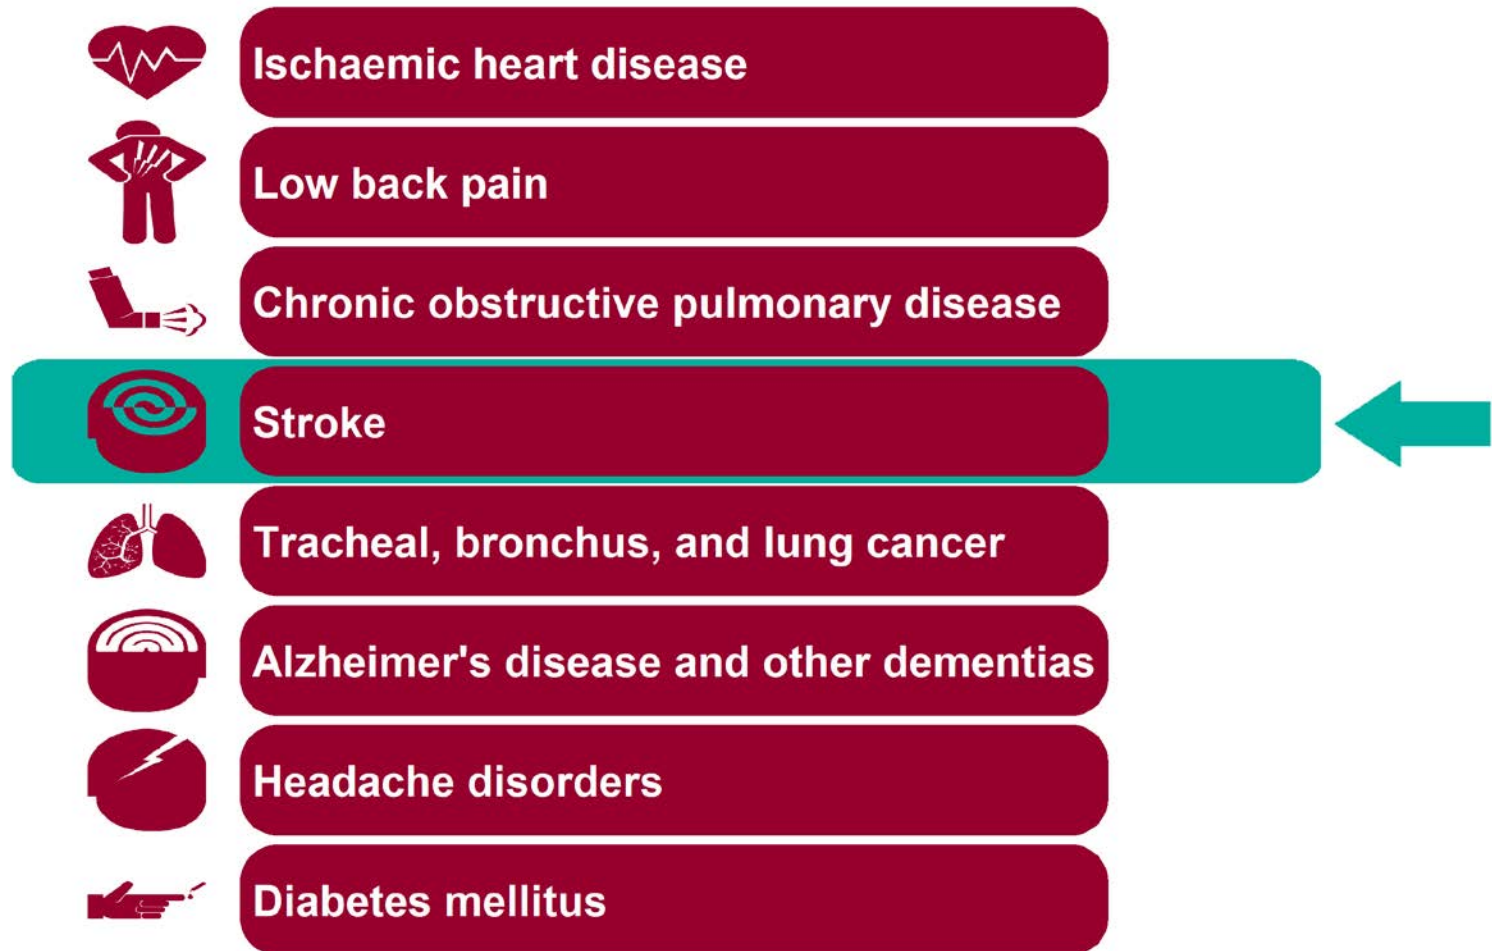 Ischaemic heart disease
Low back pain
Chronic obstructive pulmonary disease
Stroke
Tracheal, bronchus, and lung cancer
Alzheimer's disease and other dementias
Headache disorders
Diabetes mellitus